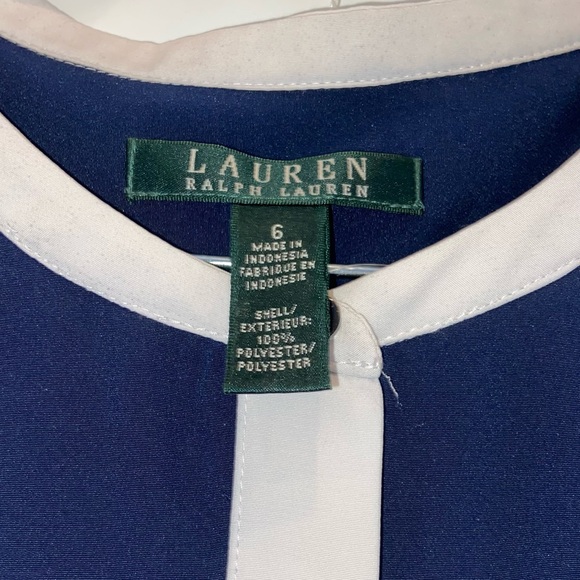 LAUREN
RALPH LAUREN
6
MADE IN
INDONESIA
FABRIQUE EN
INDONESIE
SHELL/
EXTERIEUR:
100%
POLYESTER/
POLYESTER